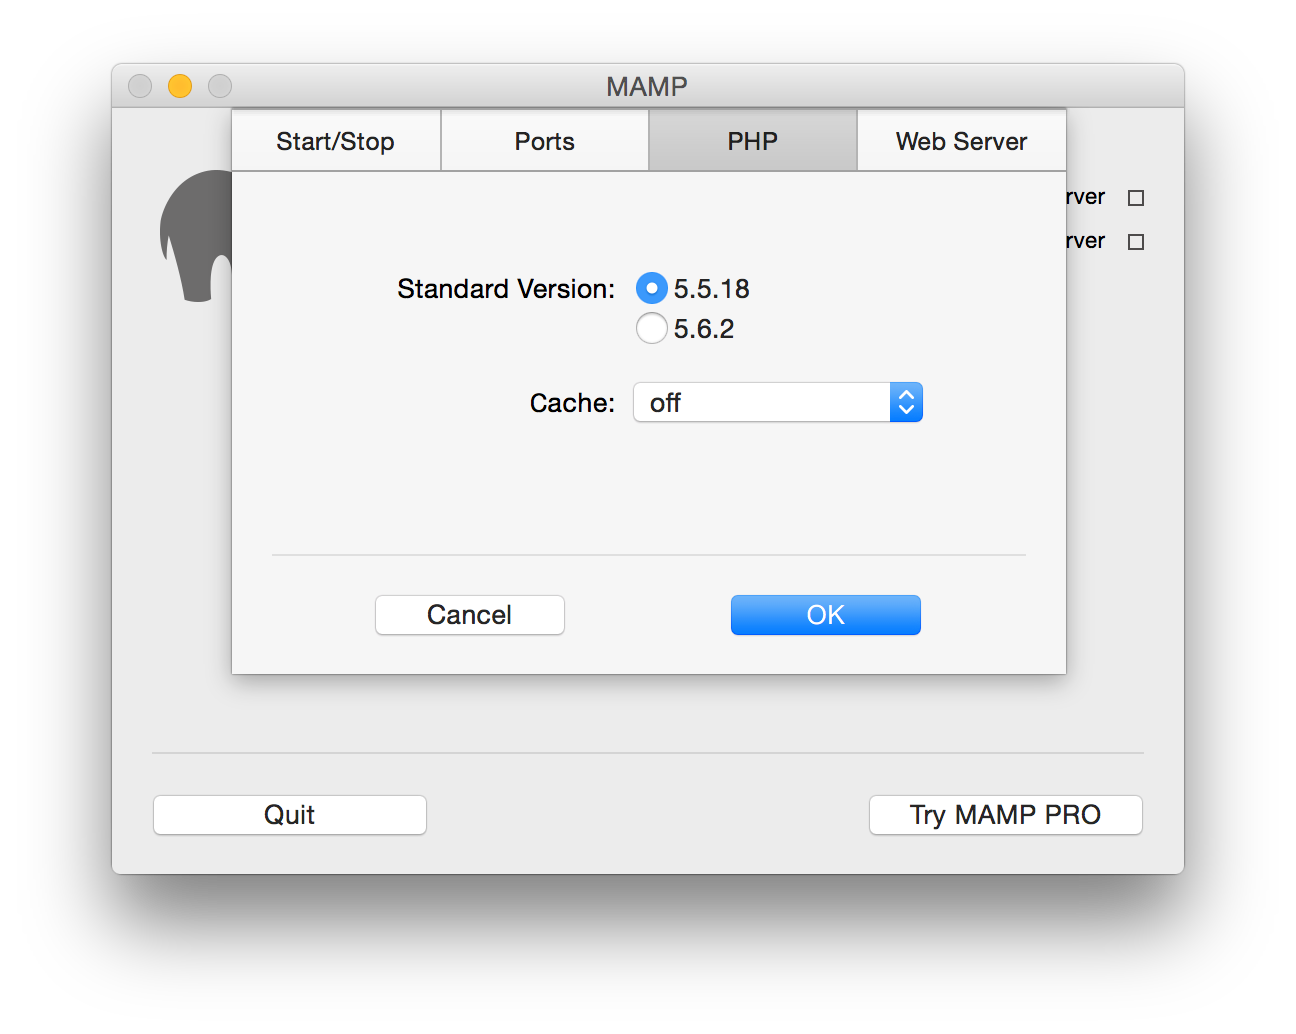 MAMP
Start/Stop
Ports
PHP
Web Server
rver
rver
Standard Version:
5.5.18
5.6.2
Cache:
off
Cancel
OK
Quit
Try MAMP PRO